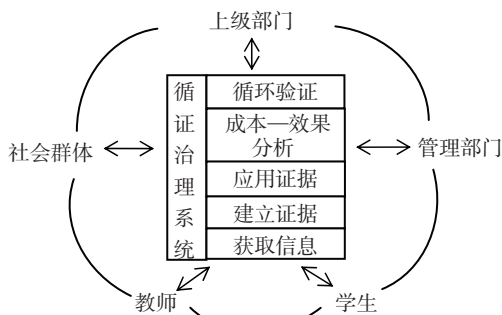 上级部门
循证治理系统
循环验证
成本—效果
分析
应用证据
建立证据
获取信息
社会群体
管理部门
教师
学生